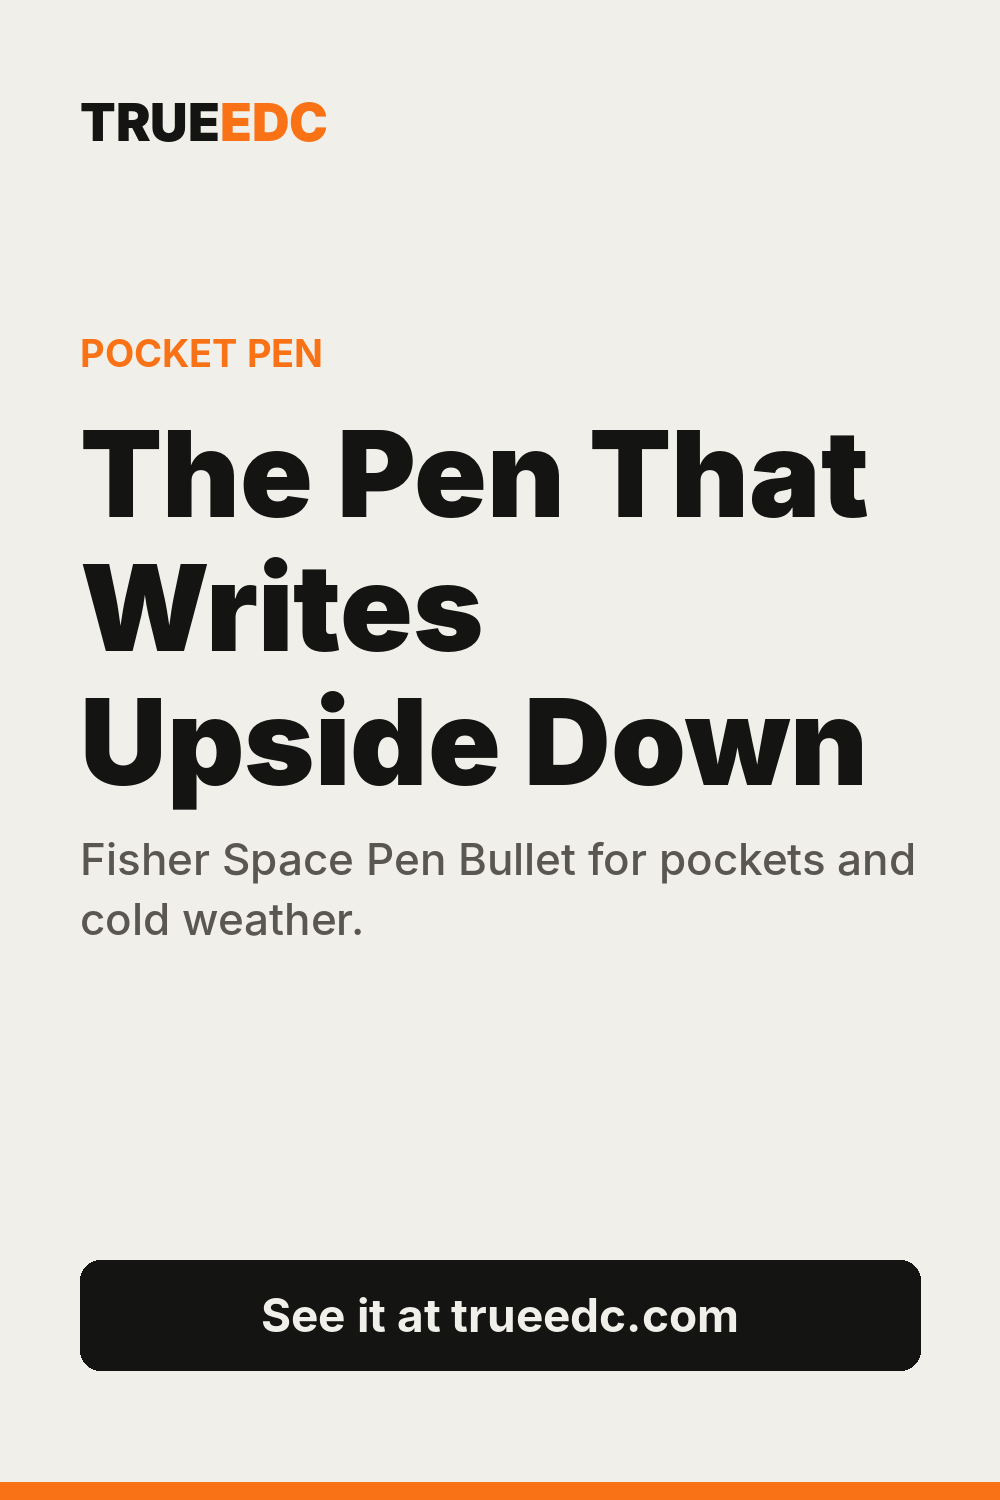 TRUEEDC
POCKET PEN
The Pen That
Writes
Upside Down
Fisher Space Pen Bullet for pockets and
cold weather.
See it at trueedc.com